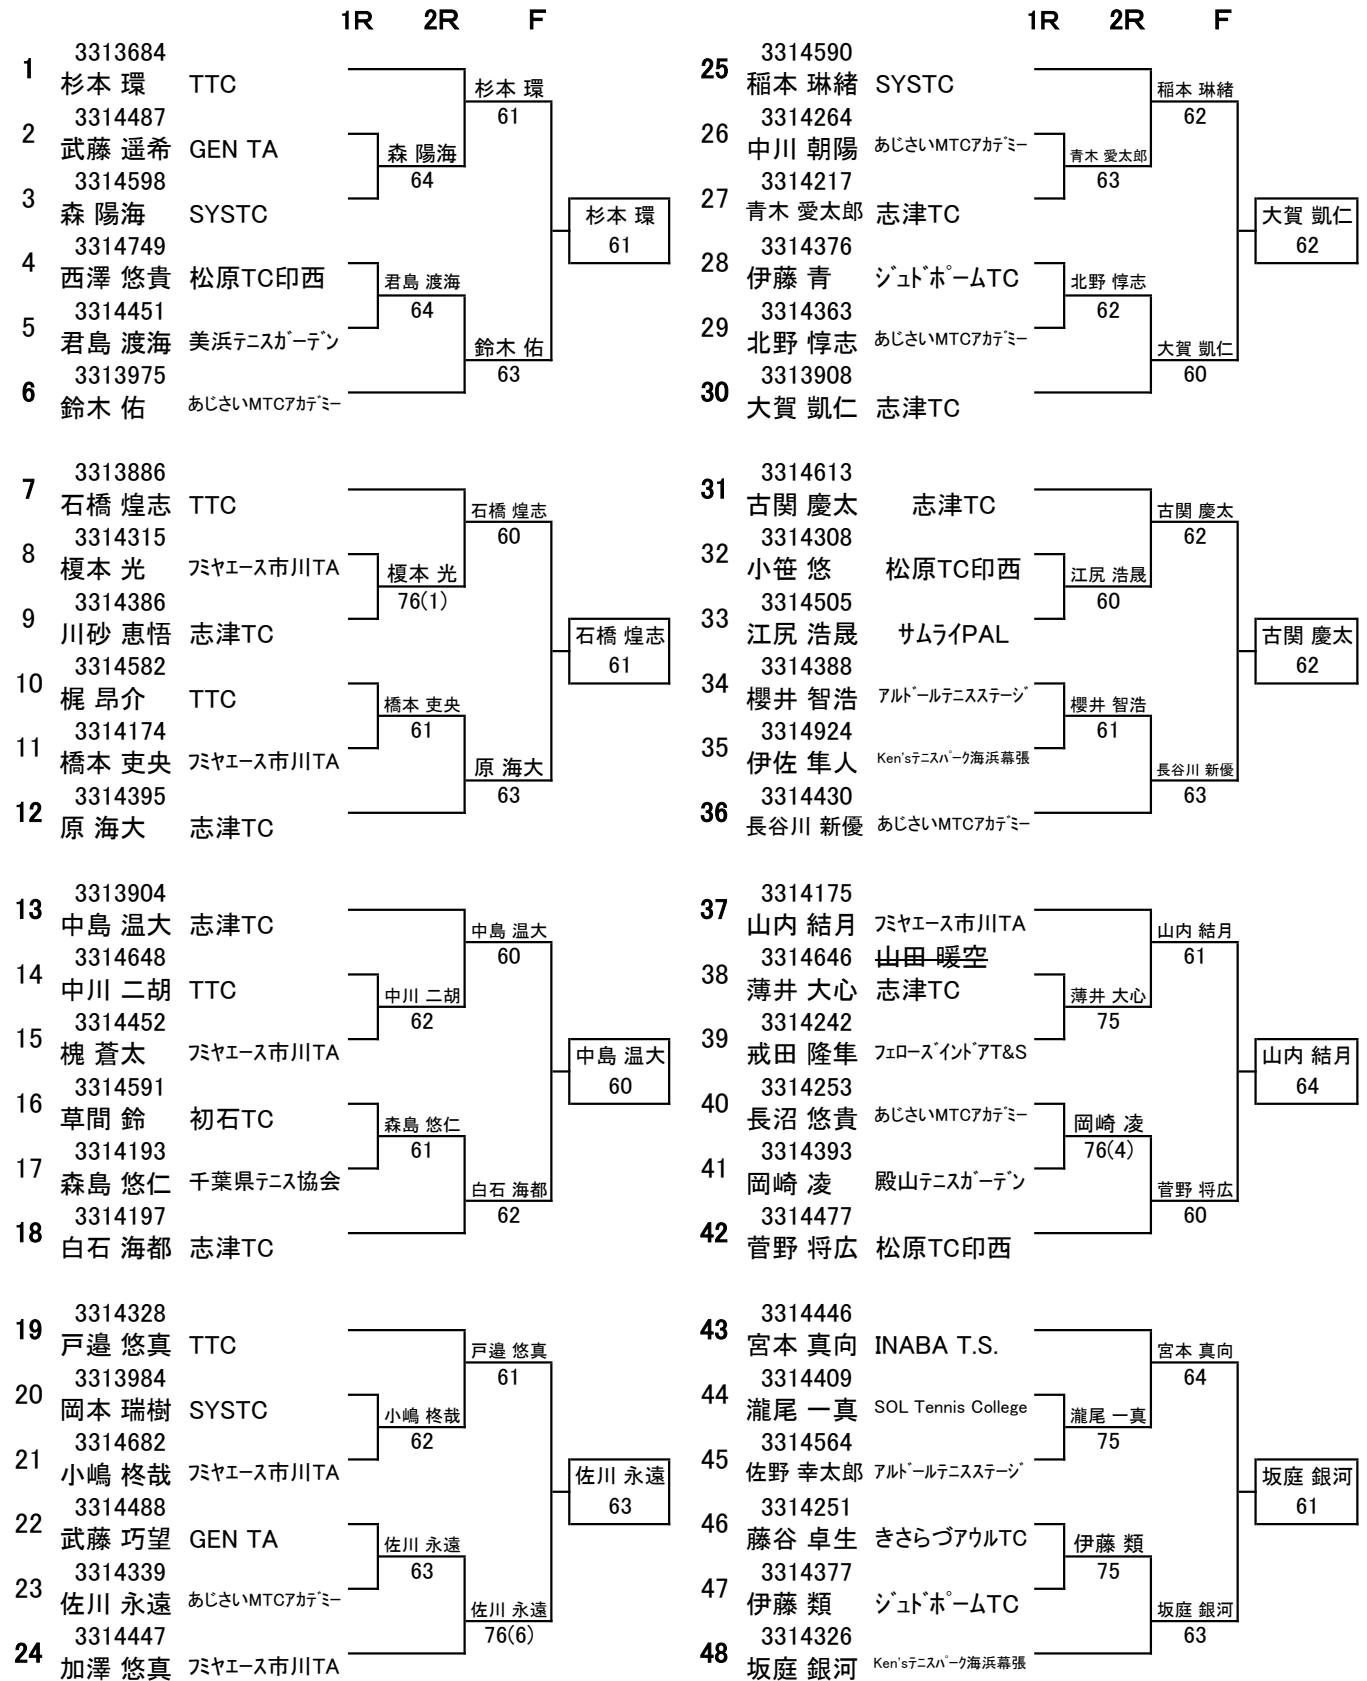 1R 2R F
3313684
1 杉本 環 TTC
3314487
2 武藤 遥希 GEN TA
3314598
3 森 陽海 SYSTC
3314749
4 西澤 悠貴 松原TC印西
3314451
5 君島 渡海 美浜テニスガーデン
3313975
6 鈴木 佑 あじさいMTCアカデミー
森 陽海
64
君島 渡海
64
杉本 環
61
鈴木 佑
63
杉本 環
61
3313886
7 石橋 煌志 TTC
3314315
8 榎本 光 フミヤエース市川TA
3314386
9 川砂 恵悟 志津TC
3314582
10 梶 昂介 TTC
3314174
11 橋本 吏央 フミヤエース市川TA
3314395
12 原 海大 志津TC
榎本 光
76(1)
橋本 吏央
61
石橋 煌志
60
原 海大
63
石橋 煌志
61
3313904
13 中島 温大 志津TC
3314648
14 中川 二胡 TTC
3314452
15 槐 蒼太 フミヤエース市川TA
3314591
16 草間 鈴 初石TC
3314193
17 森島 悠仁 千葉県テニス協会
3314197
18 白石 海都 志津TC
中川 二胡
62
森島 悠仁
61
中島 温大
60
白石 海都
62
中島 温大
60
3314328
19 戸邉 悠真 TTC
3313984
20 岡本 瑞樹 SYSTC
3314682
21 小嶋 柊哉 フミヤエース市川TA
3314488
22 武藤 巧望 GEN TA
3314339
23 佐川 永遠 あじさいMTCアカデミー
3314447
24 加澤 悠真 フミヤエース市川TA
小嶋 柊哉
62
佐川 永遠
63
戸邉 悠真
61
佐川 永遠
76(6)
佐川 永遠
63
1R 2R F
3314590
25 稲本 琳緒 SYSTC
3314264
26 中川 朝陽 あじさいMTCアカデミー
3314217
27 青木 愛太郎 志津TC
3314376
28 伊藤 青 ジュドポームTC
3314363
29 北野 惇志 あじさいMTCアカデミー
3313908
30 大賀 凱仁 志津TC
青木 愛太郎
63
北野 惇志
62
稲本 琳緒
62
大賀 凱仁
60
大賀 凱仁
62
3314613
31 古関 慶太 志津TC
3314308
32 小笹 悠 松原TC印西
3314505
33 江尻 浩晟 サムライPAL
3314388
34 櫻井 智浩 アルドールテニスステージ
3314924
35 伊佐 隼人 Ken'sテニスパーク海浜幕張
3314430
36 長谷川 新優 あじさいMTCアカデミー
江尻 浩晟
60
櫻井 智浩
61
古関 慶太
62
長谷川 新優
63
古関 慶太
62
3314175
37 山内 結月 フミヤエース市川TA
3314646 山田 暖空
38 薄井 大心 志津TC
3314242
39 戒田 隆隼 フェローズインドアT&S
3314253
40 長沼 悠貴 あじさいMTCアカデミー
3314393
41 岡崎 凌 殿山テニスガーデン
3314477
42 菅野 将広 松原TC印西
薄井 大心
75
岡崎 凌
76(4)
山内 結月
61
菅野 将広
60
山内 結月
64
3314446
43 宮本 真向 INABA T.S.
3314409
44 瀧尾 一真 SOL Tennis College
3314564
45 佐野 幸太郎 アルドールテニスステージ
3314251
46 藤谷 卓生 きさらづアウルTC
3314377
47 伊藤 類 ジュドポームTC
3314326
48 坂庭 銀河 Ken'sテニスパーク海浜幕張
瀧尾 一真
75
伊藤 類
75
宮本 真向
64
坂庭 銀河
63
坂庭 銀河
61